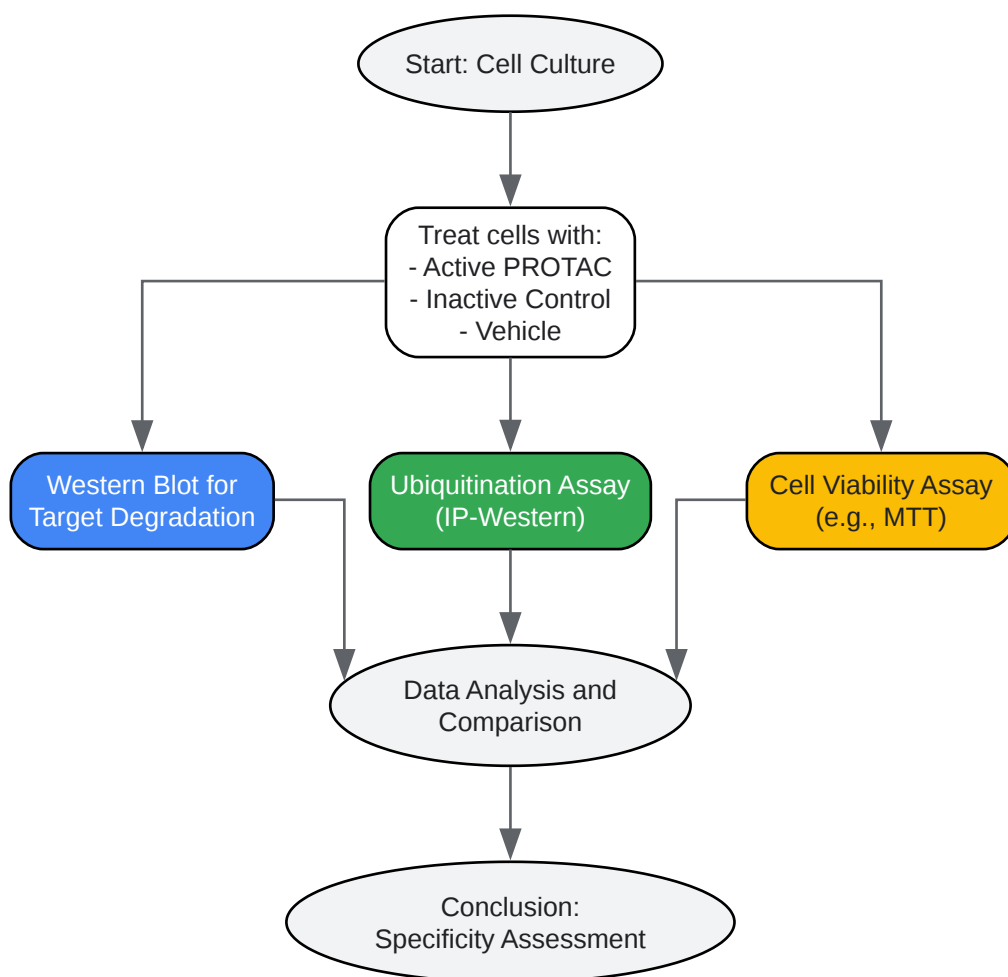 Start: Cell Culture
Treat cells with:
- Active PROTAC
- Inactive Control
- Vehicle
Western Blot for
Target Degradation
Ubiquitination Assay
(IP-Western)
Cell Viability Assay
(e.g., MTT)
Data Analysis and
Comparison
Conclusion:
Specificity Assessment